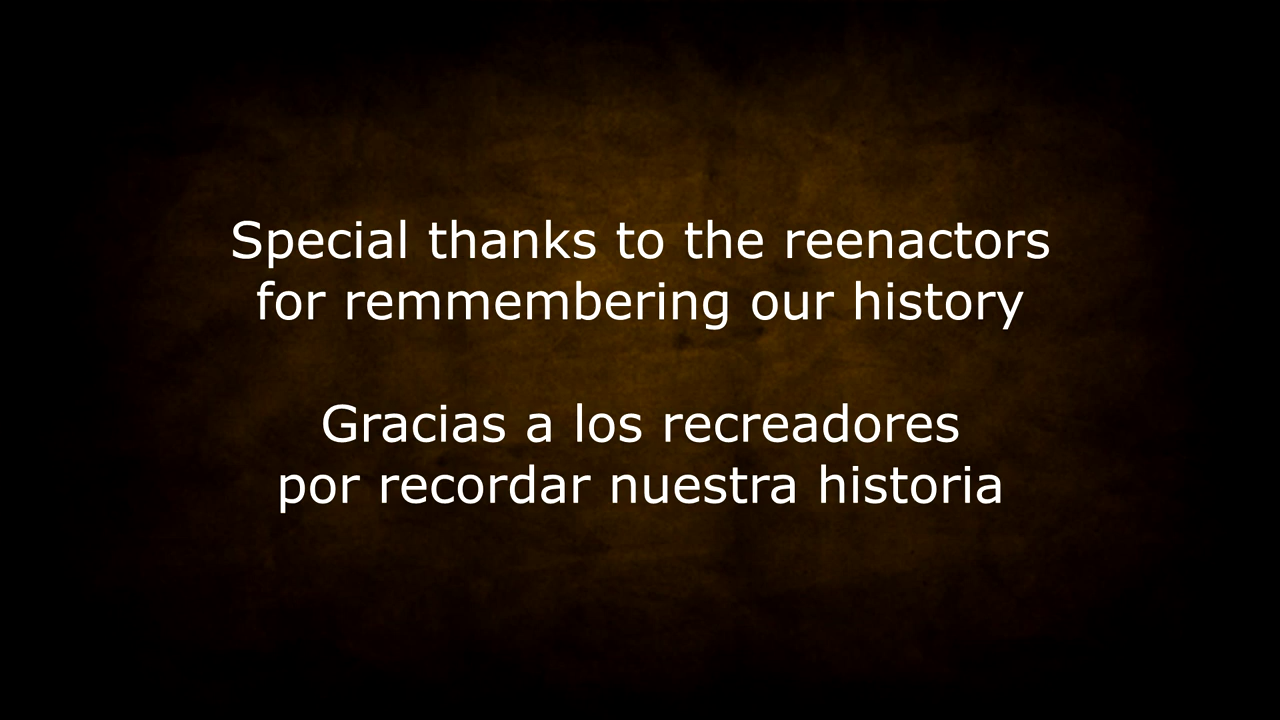 Special thanks to the reenactors
for remmembering our history
Gracias a los recreadores
por recordar nuestra historia